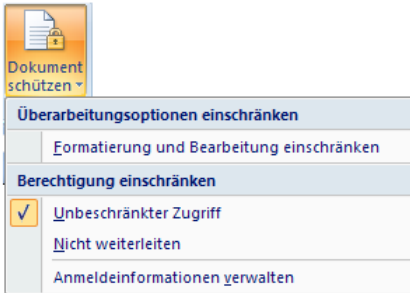 Dokument
schützen
Überarbeitungsoptionen einschränken
Formatierung und Bearbeitung einschränken
Berechtigung einschränken
Unbeschränkter Zugriff
Nicht weiterleiten
Anmeldeinformationen verwalten